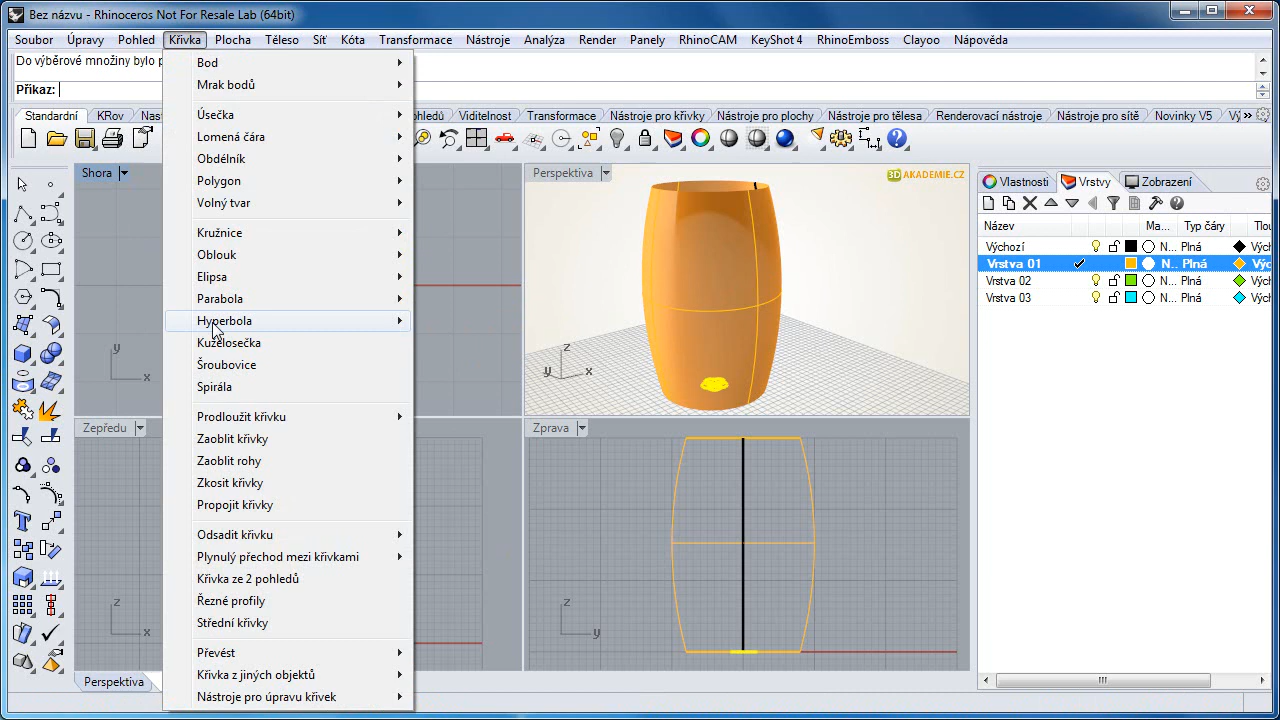 Bez názvu - Rhinoceros Not For Resale Lab (64bit)
Soubor Úpravy Pohled Křivka Plocha Těleso Síť Kóta Transformace Nástroje Analýza Render Panely RhinoCAM KeyShot 4 RhinoEmboss Clayoo Nápověda
Do výběrové množiny bylo p
Příkaz:
Standardní KRov Nas ohledů Viditelnost Transformace Nástroje pro křivky Nástroje pro plochy Nástroje pro tělesa Renderovací nástroje Nástroje pro sítě Novinky V5 Vý »
Bod
Mrak bodů
Úsečka
Lomená čára
Obdélník
Polygon
Volný tvar
Kružnice
Oblouk
Elipsa
Parabola
Hyperbola
Kuželosečka
Šroubovice
Spirála
Prodloužit křivku
Zaoblit křivky
Zaoblit rohy
Zkosit křivky
Propojit křivky
Odsadit křivku
Plynulý přechod mezi křivkami
Křivka ze 2 pohledů
Řezné profily
Střední křivky
Převést
Křivka z jiných objektů
Nástroje pro úpravu křivek
Shora
y
x
Perspektiva
3D AKADEMIE.CZ
z
y
x
Zepředu
z
x
Zprava
z
y
Perspektiva
Vlastnosti Vrstvy Zobrazení
Název Ma... Typ čáry Tlou
Výchozí N... Plná Vých
Vrstva 01 N... Plná Výc
Vrstva 02 N... Plná Vých
Vrstva 03 N... Plná Vých